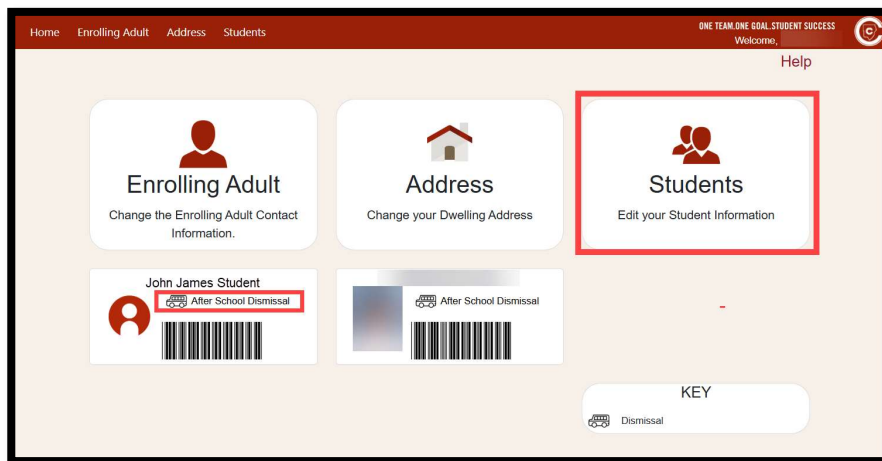 Home Enrolling Adult Address Students
ONE TEAM.ONE GOAL.STUDENT SUCCESS
Welcome,
C
Help
Enrolling Adult
Change the Enrolling Adult Contact
Information.
Address
Change your Dwelling Address
Students
Edit your Student Information
John James Student
After School Dismissal
After School Dismissal
KEY
Dismissal